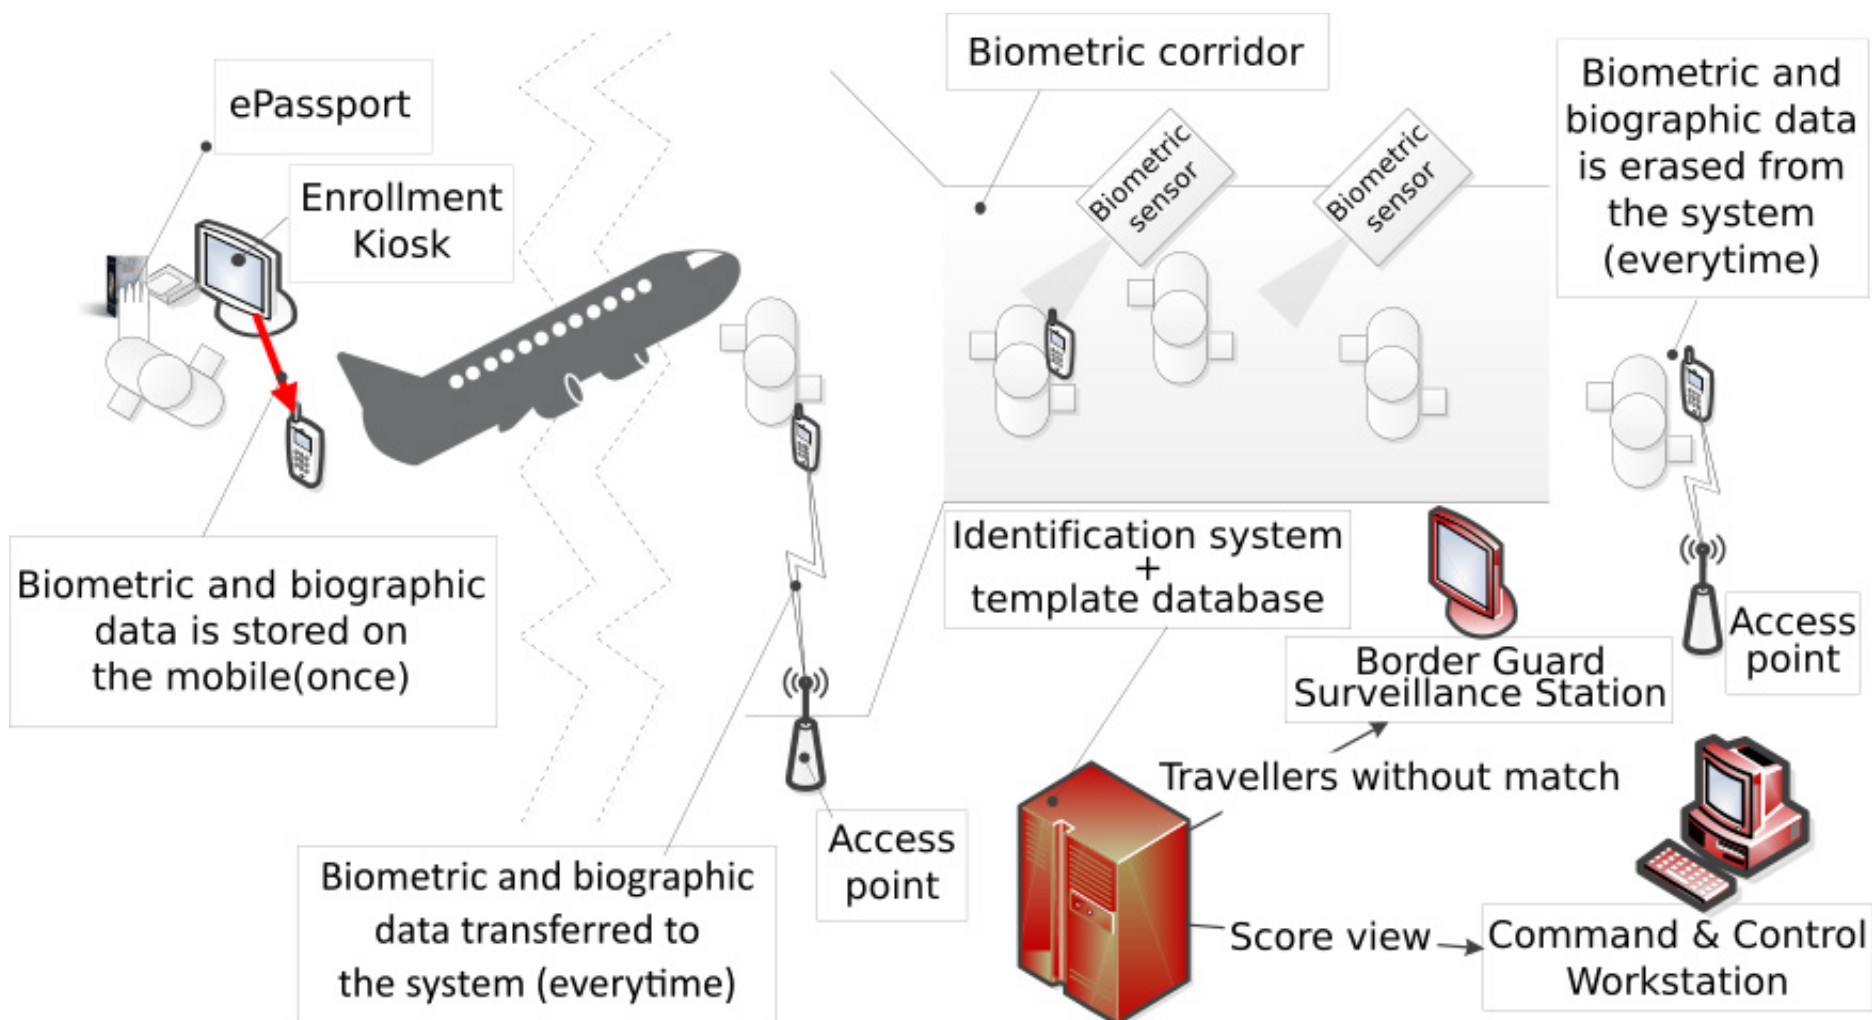 ePassport
Enrollment
Kiosk
Biometric and biographic
data is stored on
the mobile(once)
Biometric and biographic
data transferred to
the system (everytime)
Access
point
Biometric corridor
Biometric
sensor
Biometric
sensor
Biometric and
biographic data
is erased from
the system
(everytime)
Identification system
+
template database
Border Guard
Surveillance Station
Access
point
Travellers without match
Score view
Command & Control
Workstation